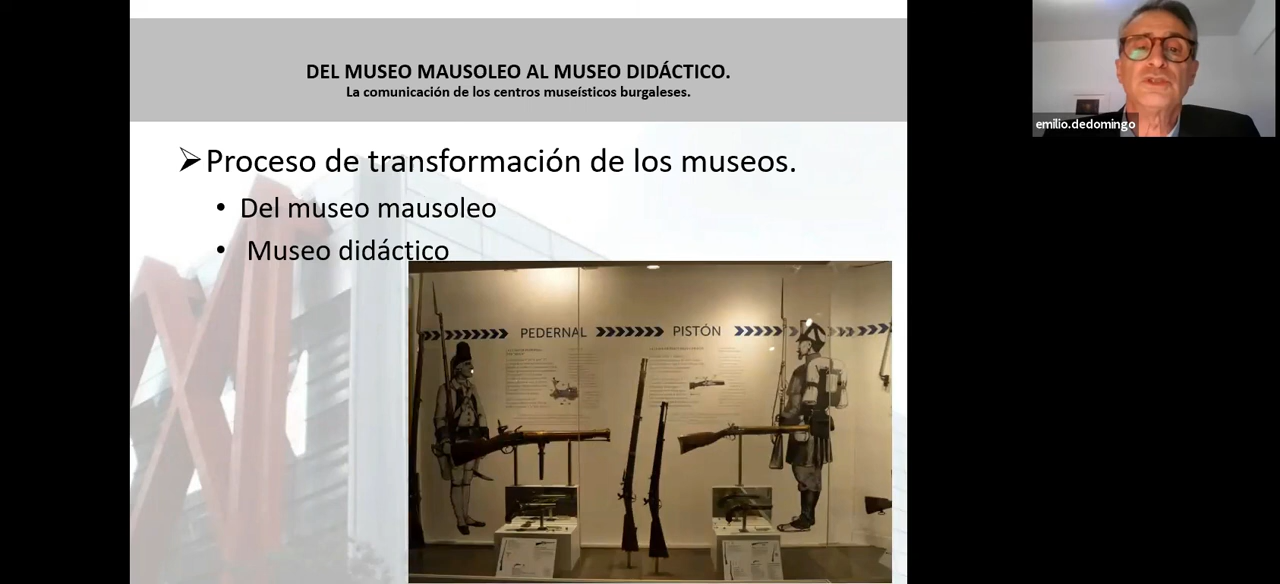 DEL MUSEO MAUSOLEO AL MUSEO DIDÁCTICO.
La comunicación de los centros museísticos burgaleses.
Proceso de transformación de los museos.
Del museo mausoleo
Museo didáctico
PEDERNAL
PISTÓN
emilio.dedomingo